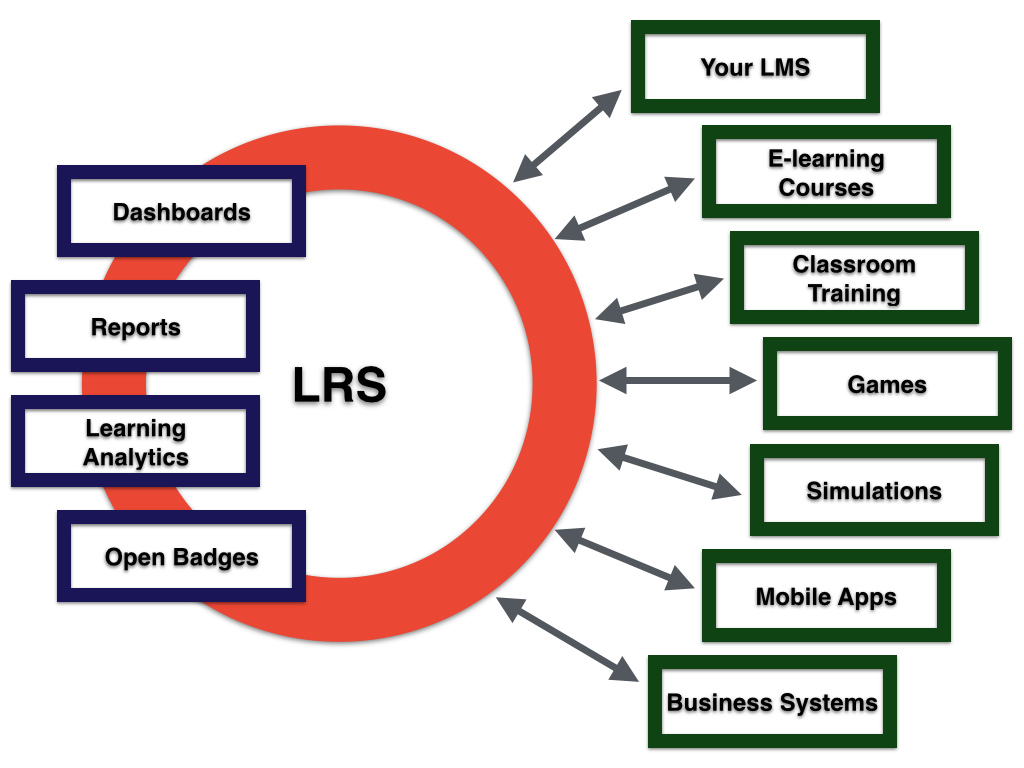 Dashboards
Reports
Learning
Analytics
Open Badges
LRS
Your LMS
E-learning
Courses
Classroom
Training
Games
Simulations
Mobile Apps
Business Systems